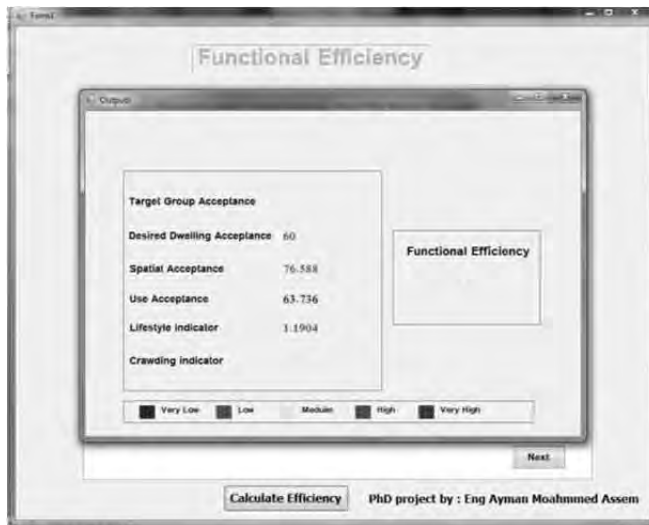 Form1
Functional Efficiency
Output
Target Group Acceptance
Desired Dwelling Acceptance 60
Spatial Acceptance 76.588
Use Acceptance 63.736
Lifestyle indicator 1.1904
Crawding indicator
Functional Efficiency
Very Low Low High Very High
Next
Calculate Efficiency PhD project by : Eng Ayman Moahmmed Assem